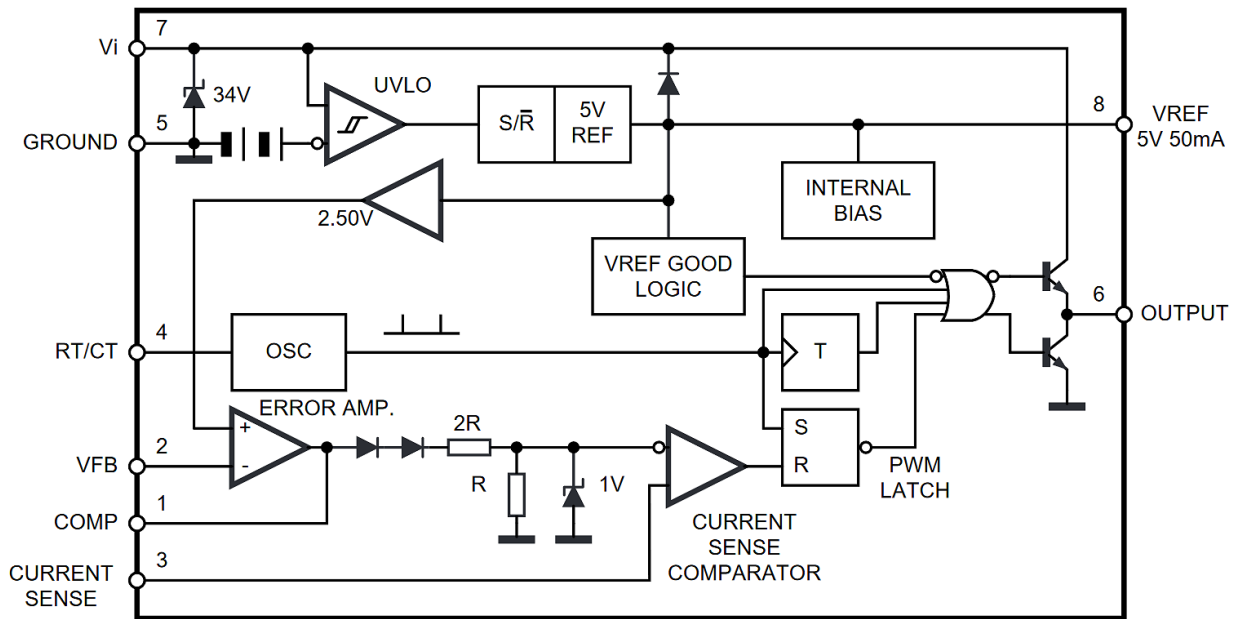 7
Vi
UVLO
34V
5
GROUND
S/R̅
5V
REF
8
VREF
5V 50mA
INTERNAL
BIAS
2.50V
VREF GOOD
LOGIC
6
OUTPUT
4
RT/CT
OSC
T
ERROR AMP.
+
-
2
VFB
2R
R
1V
S
R
PWM
LATCH
1
COMP
CURRENT
SENSE
COMPARATOR
3
CURRENT
SENSE